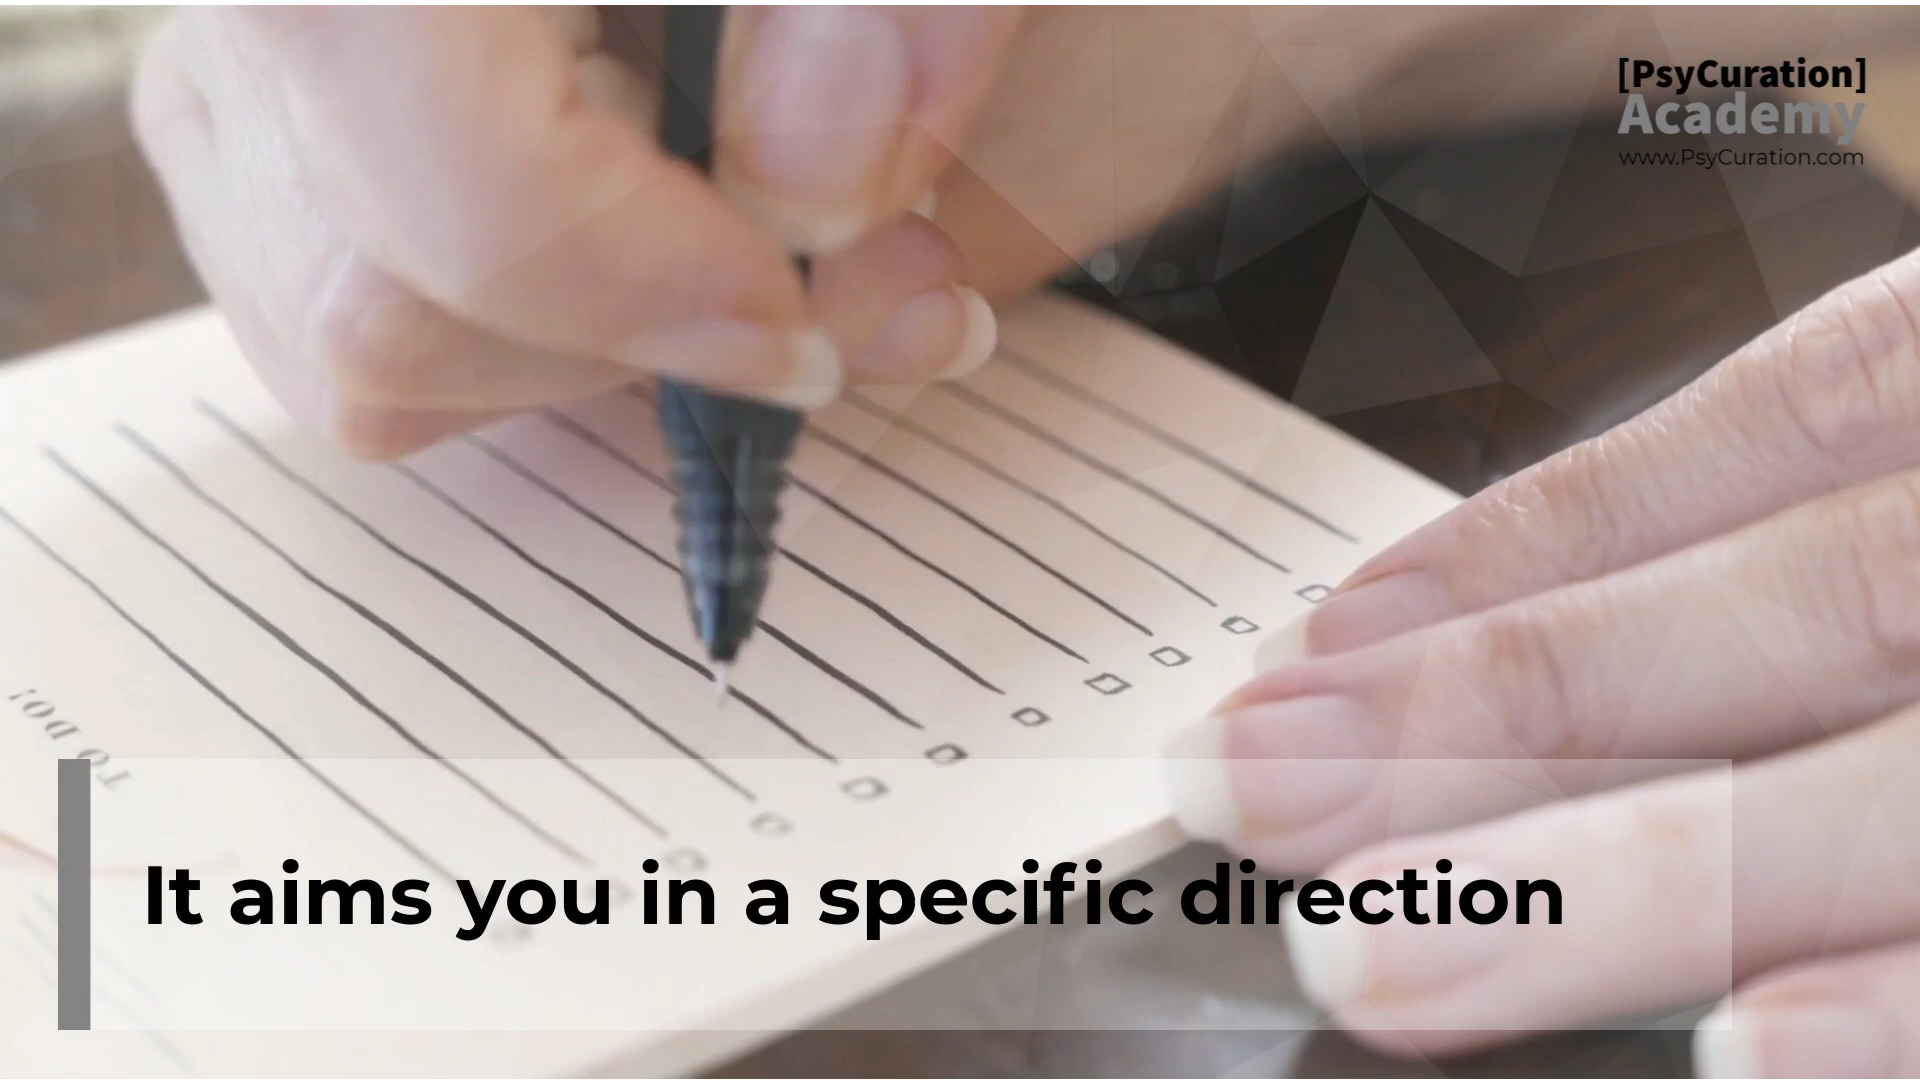 [PsyCuration]
Academy
www.PsyCuration.com
TO DO!
It aims you in a specific direction